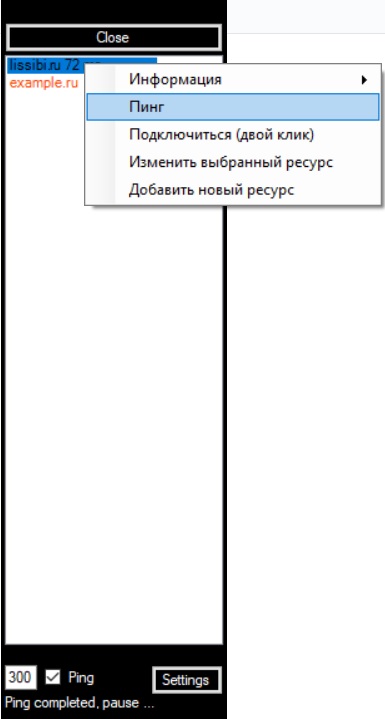 Close
lissibi.ru 72
example.ru
Информация
Пинг
Подключиться (двой клик)
Изменить выбранный ресурс
Добавить новый ресурс
300
Ping
Settings
Ping completed, pause ...